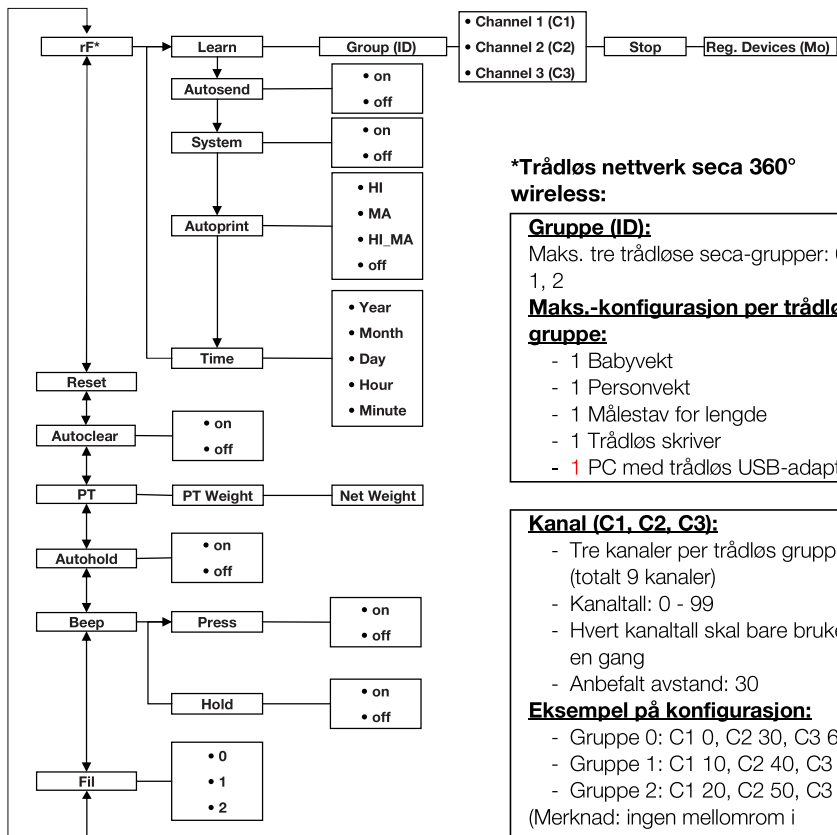 rF*
Learn
Group (ID)
• Channel 1 (C1)
• Channel 2 (C2)
• Channel 3 (C3)
Stop
Reg. Devices (Mo)
Autosend
• on
• off
System
• on
• off
Autoprint
• HI
• MA
• HI_MA
• off
Time
• Year
• Month
• Day
• Hour
• Minute
Reset
Autoclear
• on
• off
PT
PT Weight
Net Weight
Autohold
• on
• off
Beep
Press
• on
• off
Hold
• on
• off
Fil
• 0
• 1
• 2
*Trådløs nettverk seca 360°
wireless:
Gruppe (ID):
Maks. tre trådløse seca-grupper:
1, 2
Maks.-konfigurasjon per
gruppe:
- 1 Babyvekt
- 1 Personvekt
- 1 Målestav for lengde
- 1 Trådløs skriver
- 1 PC med trådløs
Kanal (C1, C2, C3):
- Tre kanaler per trådløs
(totalt 9 kanaler)
- Kanaltall: 0 - 99
- Hvert kanaltall skal bare
en gang
- Anbefalt avstand: 30
Eksempel på konfigurasjon:
- Gruppe 0: C1 0, C2 30, C3
- Gruppe 1: C1 10, C2 40, C3
- Gruppe 2: C1 20, C2 50, C3
(Merknad: ingen mellomrom i